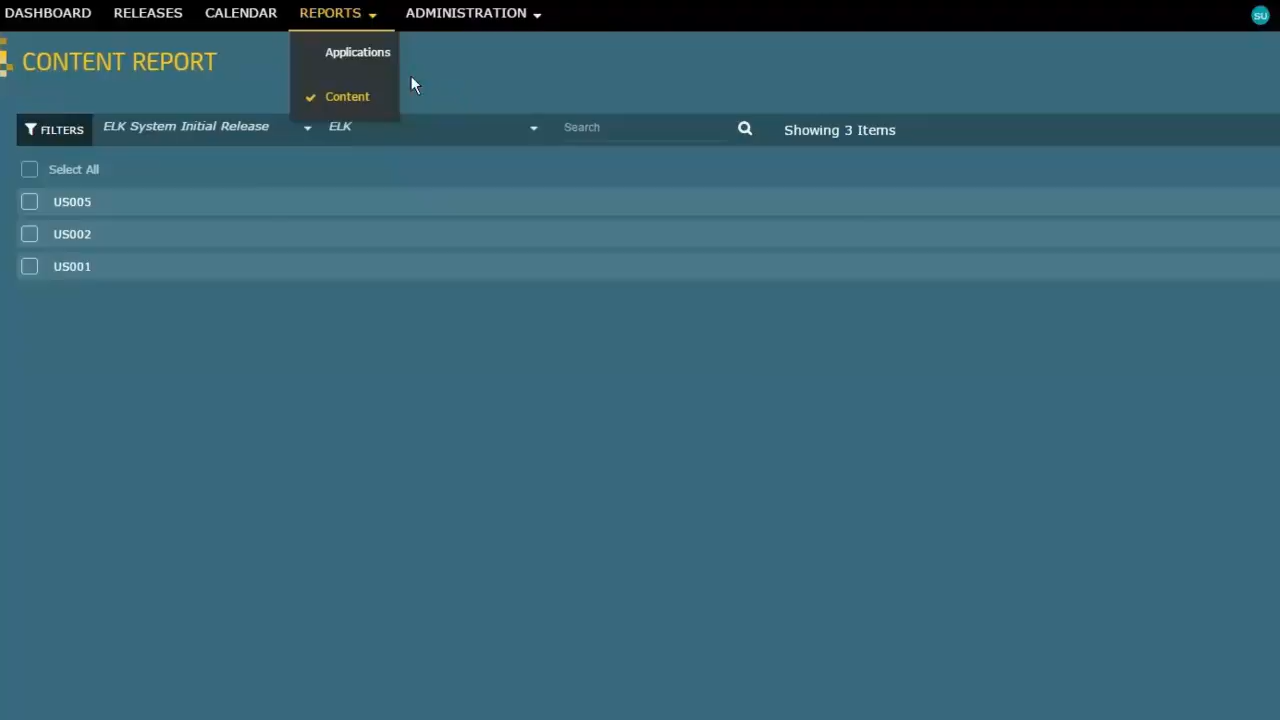 DASHBOARD RELEASES CALENDAR REPORTS ADMINISTRATION SU
Applications
CONTENT REPORT
Content
FILTERS ELK System Initial Release ELK Search Showing 3 Items
Select All
US005
US002
US001